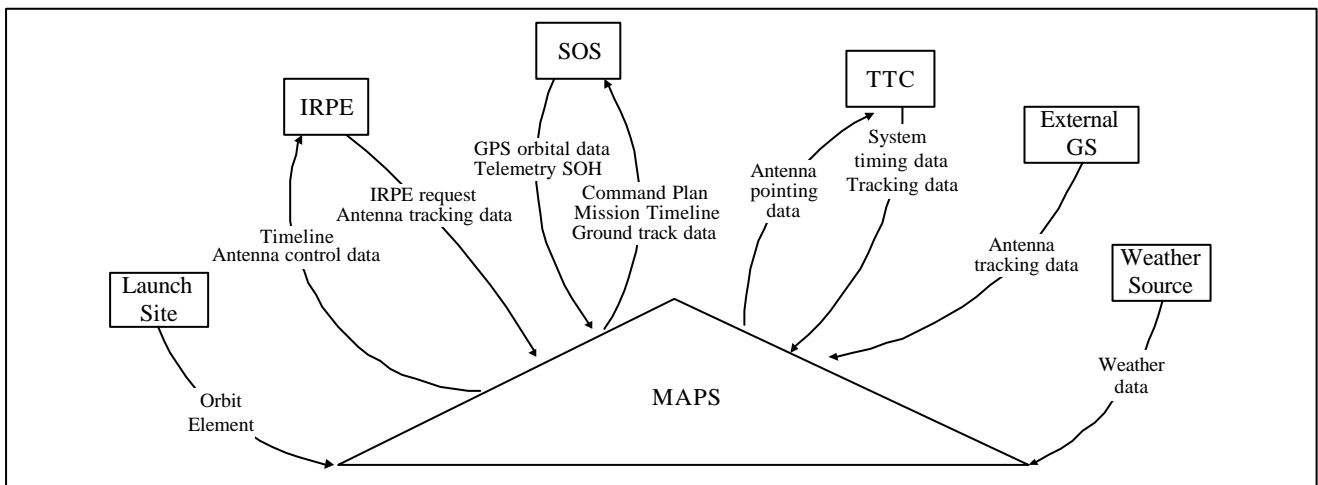 SOS
TTC
IRPE
External
GS
GPS orbital data
Telemetry SOH
System
timing data
Tracking data
Antenna
pointing
data
IRPE request
Antenna tracking data
Command Plan
Mission Timeline
Ground track data
Timeline
Antenna control data
Antenna
tracking data
Weather
Source
Launch
Site
Weather
data
MAPS
Orbit
Element